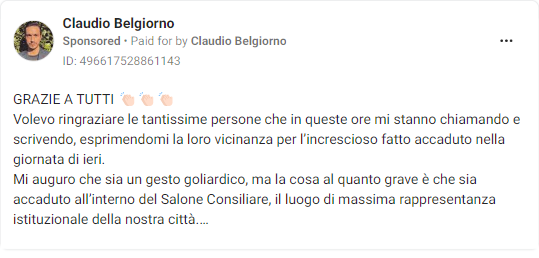 Claudio Belgiorno
Sponsored • Paid for by Claudio Belgiorno
ID: 496617528861143
GRAZIE A TUTTI 👏🏻 👏🏻 👏🏻
Volevo ringraziare le tantissime persone che in queste ore mi stanno chiamando e
scrivendo, esprimendomi la loro vicinanza per l'increscioso fatto accaduto nella
giornata di ieri.
Mi auguro che sia un gesto goliardico, ma la cosa al quanto grave è che sia
accaduto all'interno del Salone Consiliare, il luogo di massima rappresentanza
istituzionale della nostra città....